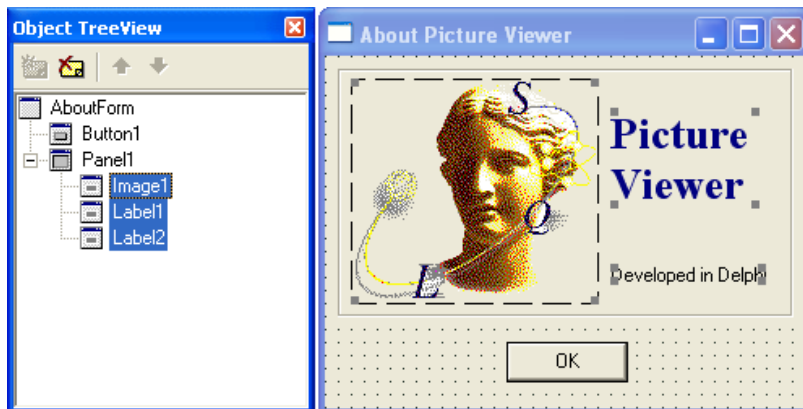 Object TreeView
AboutForm
Button1
Panel1
Image1
Label1
Label2
About Picture Viewer
S
Q
L
Picture
Viewer
Developed in Delphi
OK